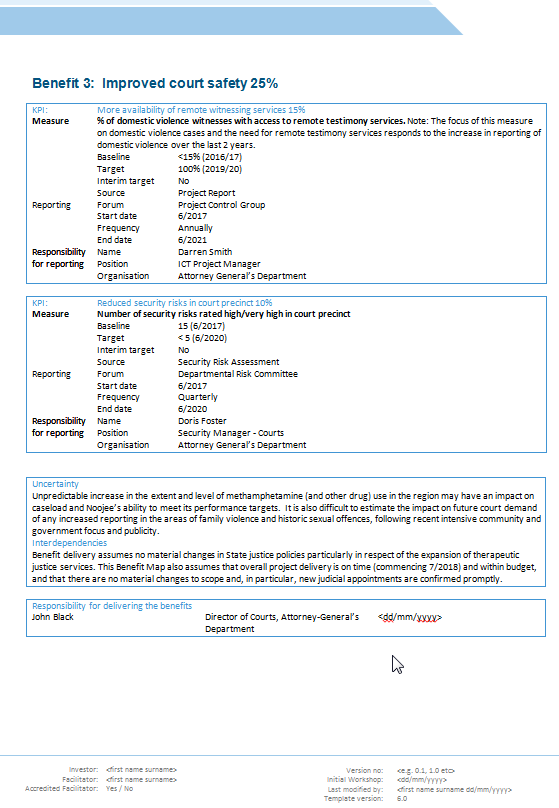 Benefit 3:  Improved court safety 25%
KPI: More availability of remote witnessing services 15%
Measure % of domestic violence witnesses with access to remote testimony services. Note: The focus of this measure
on domestic violence cases and the need for remote testimony services responds to the increase in reporting of
domestic violence over the last 2 years.
Baseline <15% (2016/17)
Target 100% (2019/20)
Interim target No
Source Project Report
Reporting Forum Project Control Group
Start date 6/2017
Frequency Annually
End date 6/2021
Responsibility Name Darren Smith
for reporting Position ICT Project Manager
Organisation Attorney General's Department
KPI: Reduced security risks in court precinct 10%
Measure Number of security risks rated high/very high in court precinct
Baseline 15 (6/2017)
Target < 5 (6/2020)
Interim target No
Source Security Risk Assessment
Reporting Forum Departmental Risk Committee
Start date 6/2017
Frequency Quarterly
End date 6/2020
Responsibility Name Doris Foster
for reporting Position Security Manager - Courts
Organisation Attorney General's Department
Uncertainty
Unpredictable increase in the extent and level of methamphetamine (and other drug) use in the region may have an impact on
caseload and Noojee's ability to meet its performance targets.  It is also difficult to estimate the impact on future court demand
of any increased reporting in the areas of family violence and historic sexual offences, following recent intensive community and
government focus and publicity.
Interdependencies
Benefit delivery assumes no material changes in State justice policies particularly in respect of the expansion of therapeutic
justice services. This Benefit Map also assumes that overall project delivery is on time (commencing 7/2018) and within budget,
and that there are no material changes to scope and, in particular, new judicial appointments are confirmed promptly.
Responsibility for delivering the benefits
John Black Director of Courts, Attorney-General's <dd/mm/yyyy>
Department
Investor: <first name surname>
Facilitator: <first name surname>
Accredited Facilitator: Yes / No
Version no: <e.g. 0.1, 1.0 etc>
Initial Workshop: <dd/mm/yyyy>
Last modified by: <first name surname dd/mm/yyyy>
Template version: 6.0